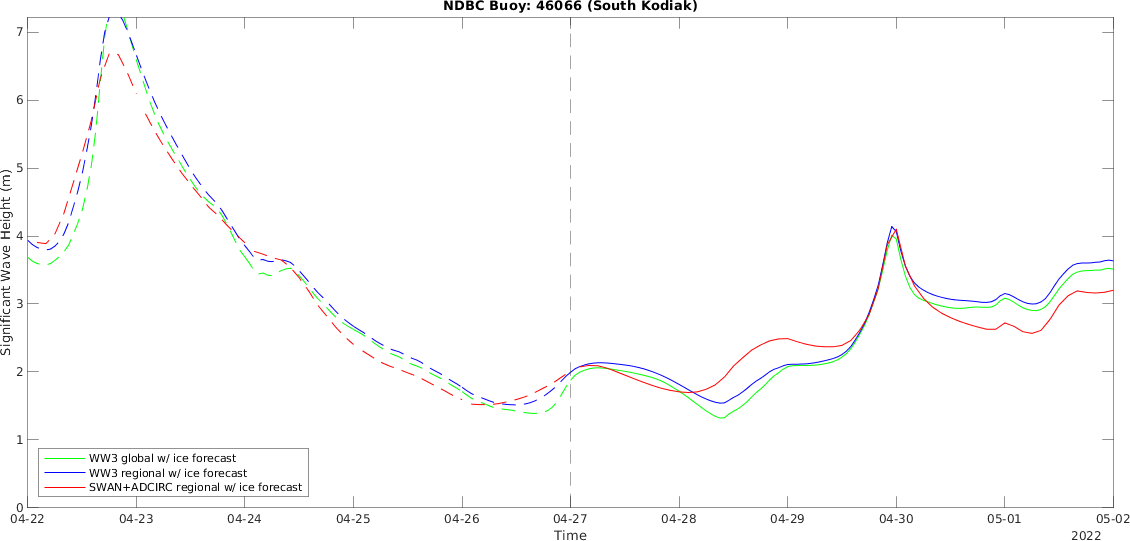 NDBC Buoy: 46066 (South Kodiak)
Significant Wave Height (m)
7
6
5
4
3
2
1
0
WW3 global w/ ice forecast
WW3 regional w/ ice forecast
SWAN+ADCIRC regional w/ ice forecast
04-22 04-23 04-24 04-25 04-26 04-27 04-28 04-29 04-30 05-01 05-02
Time
2022